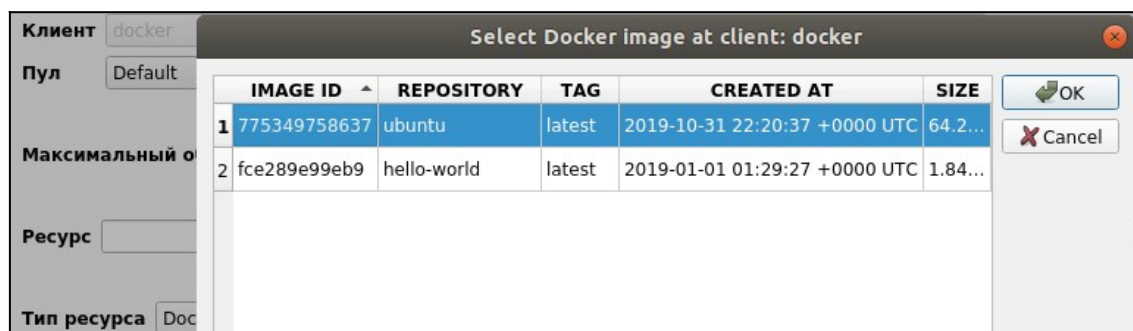 Клиент docker
Select Docker image at client: docker
Пул Default
IMAGE ID REPOSITORY TAG CREATED AT SIZE
OK
1 775349758637 ubuntu latest 2019-10-31 22:20:37 +0000 UTC 64.2...
Cancel
2 fce289e99eb9 hello-world latest 2019-01-01 01:29:27 +0000 UTC 1.84...
Максимальный о
Ресурс
Тип ресурса Doc